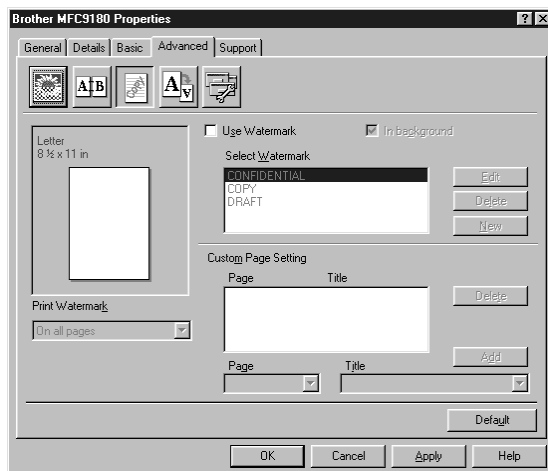 Brother MFC9180 Properties
General Details Basic Advanced Support
A B
Copy
A A
Letter
8 ½ x 11 in
Use Watermark
In background
Select Watermark
CONFIDENTIAL
COPY
DRAFT
Edit
Delete
New
Custom Page Setting
Page Title
Delete
Print Watermark
On all pages
Add
Page Title
Default
OK Cancel Apply Help